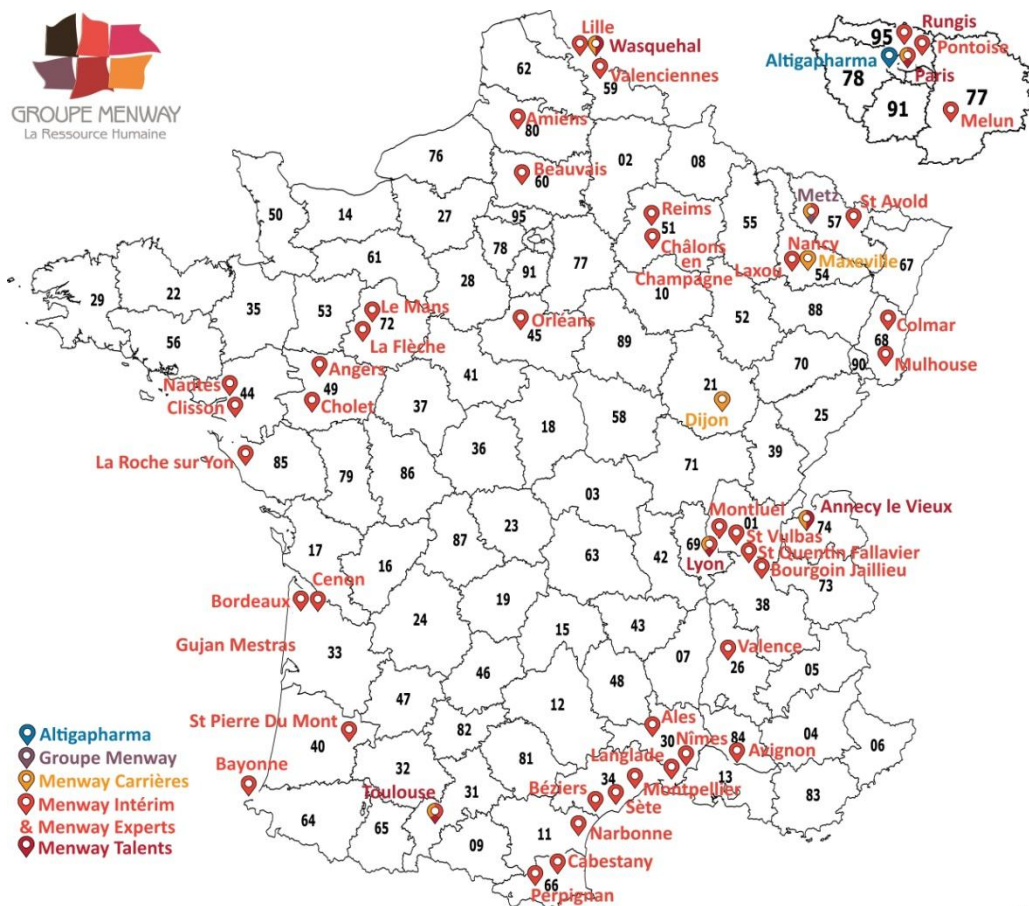 GROUPE MENWAY
La Ressource Humaine
Lille
Wasquehal
62
59
Valenciennes
Amiens
80
76
02
08
Beauvais
60
95
Rungis
Pontoise
Altigapharma
Paris
78
91
77
Melun
50
14
27
95
78
91
77
61
28
Reims
51
Châlons
en
Champagne
55
Metz
57
St Avold
Nancy
Laxou
Maxeville
54
67
10
52
88
Colmar
68
Mulhouse
90
70
29
22
35
53
56
Le Mans
72
La Flèche
Orléans
45
89
41
Angers
49
Cholet
Nantes
44
Clisson
37
18
58
21
Dijon
25
39
71
La Roche sur Yon
85
79
86
36
03
23
87
17
16
63
42
69
Lyon
Montluel
01
St Vulbas
St Quentin Fallavier
Bourgoin Jaillieu
Annecy le Vieux
74
73
38
Cenon
Bordeaux
Gujan Mestras
33
24
19
15
43
07
Valence
26
05
46
47
48
12
82
St Pierre Du Mont
40
Bayonne
32
81
31
Toulouse
64
65
09
11
Ales
30
Nîmes
Langlade
34
Montpellier
Béziers
Sète
Narbonne
Cabestany
66
Perpignan
84
Avignon
13
04
06
83
Altigapharma
Groupe Menway
Menway Carrières
Menway Intérim
& Menway Experts
Menway Talents